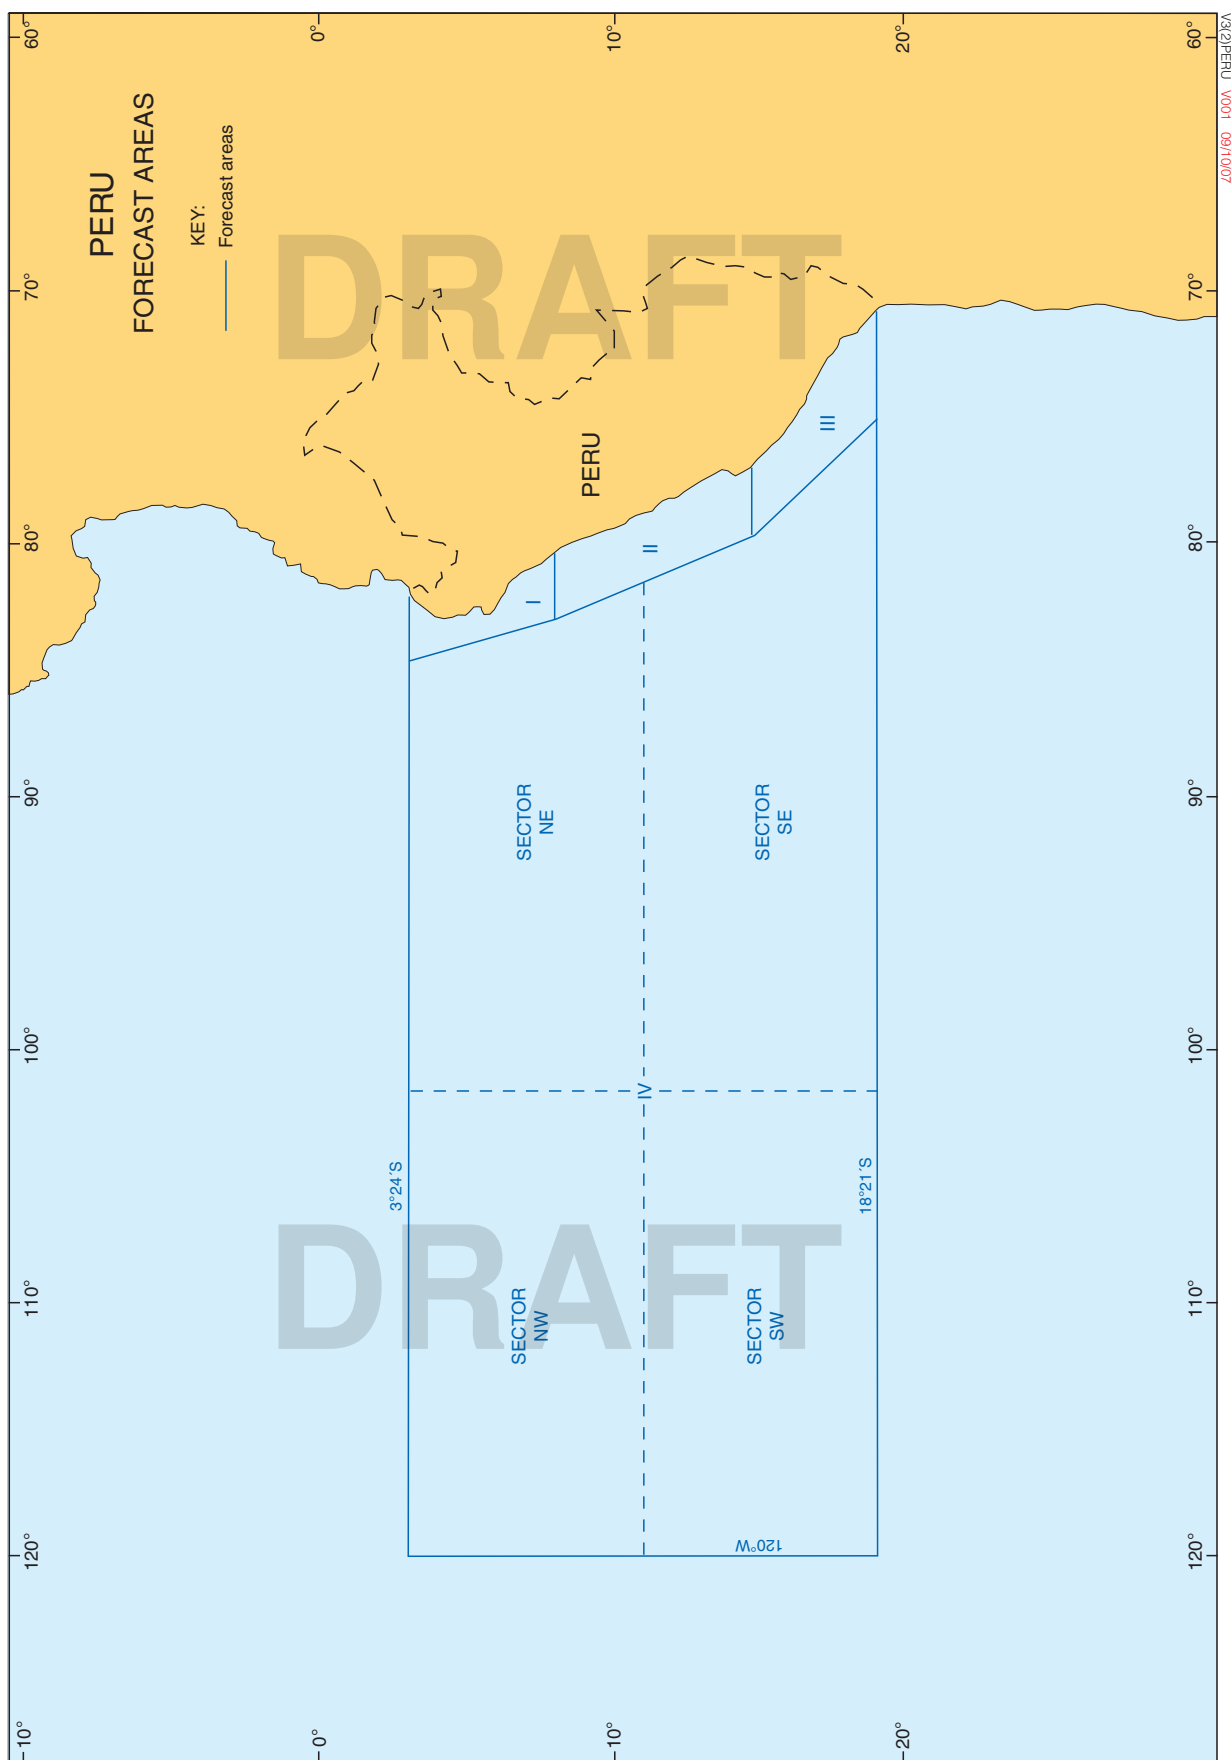 PERU
FORECAST AREAS
KEY:
Forecast areas
DRAFT
DRAFT
PERU
I
II
III
IV
SECTOR
NW
SECTOR
NE
SECTOR
SW
SECTOR
SE
3°24´S
18°21´S
120°W
10°
0°
10°
20°
10°
0°
10°
20°
120°
110°
100°
90°
80°
70°
60°
120°
110°
100°
90°
80°
70°
60°
V3(2)PERU V001 09/10/07